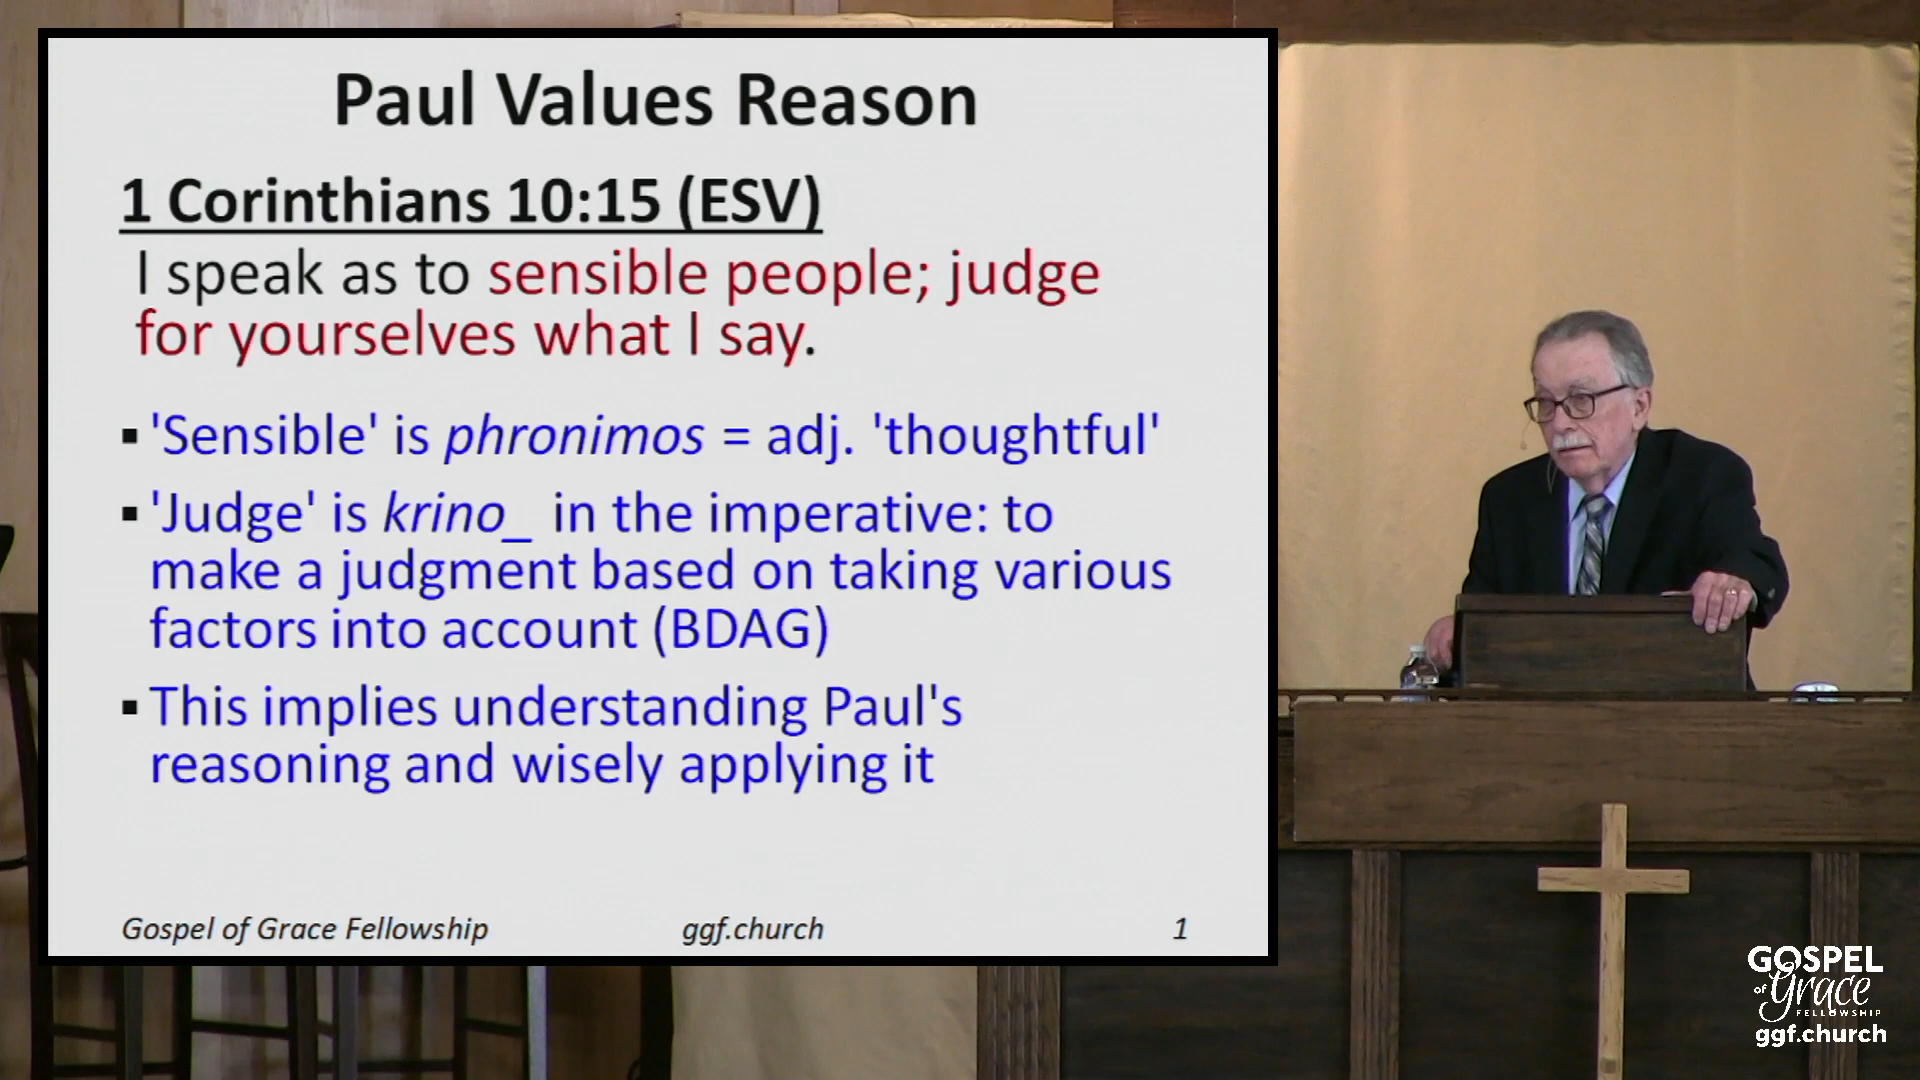 Paul Values Reason
1 Corinthians 10:15 (ESV)
I speak as to sensible people; judge
for yourselves what I say.
▪ 'Sensible' is phronimos = adj. 'thoughtful'
▪ 'Judge' is krino_ in the imperative: to
make a judgment based on taking various
factors into account (BDAG)
▪ This implies understanding Paul's
reasoning and wisely applying it
Gospel of Grace Fellowship ggf.church 1
GOSPEL
of Grace
FELLOWSHIP
ggf.church